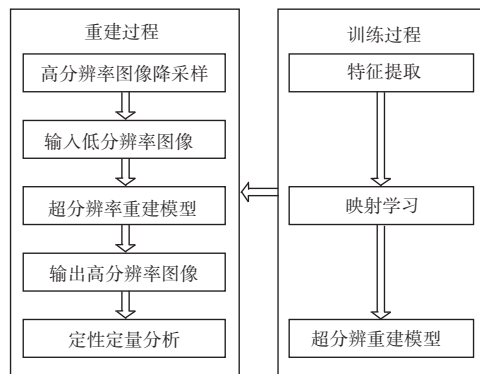 重建过程
高分辨率图像降采样
输入低分辨率图像
超分辨率重建模型
输出高分辨率图像
定性定量分析
训练过程
特征提取
映射学习
超分辨重建模型